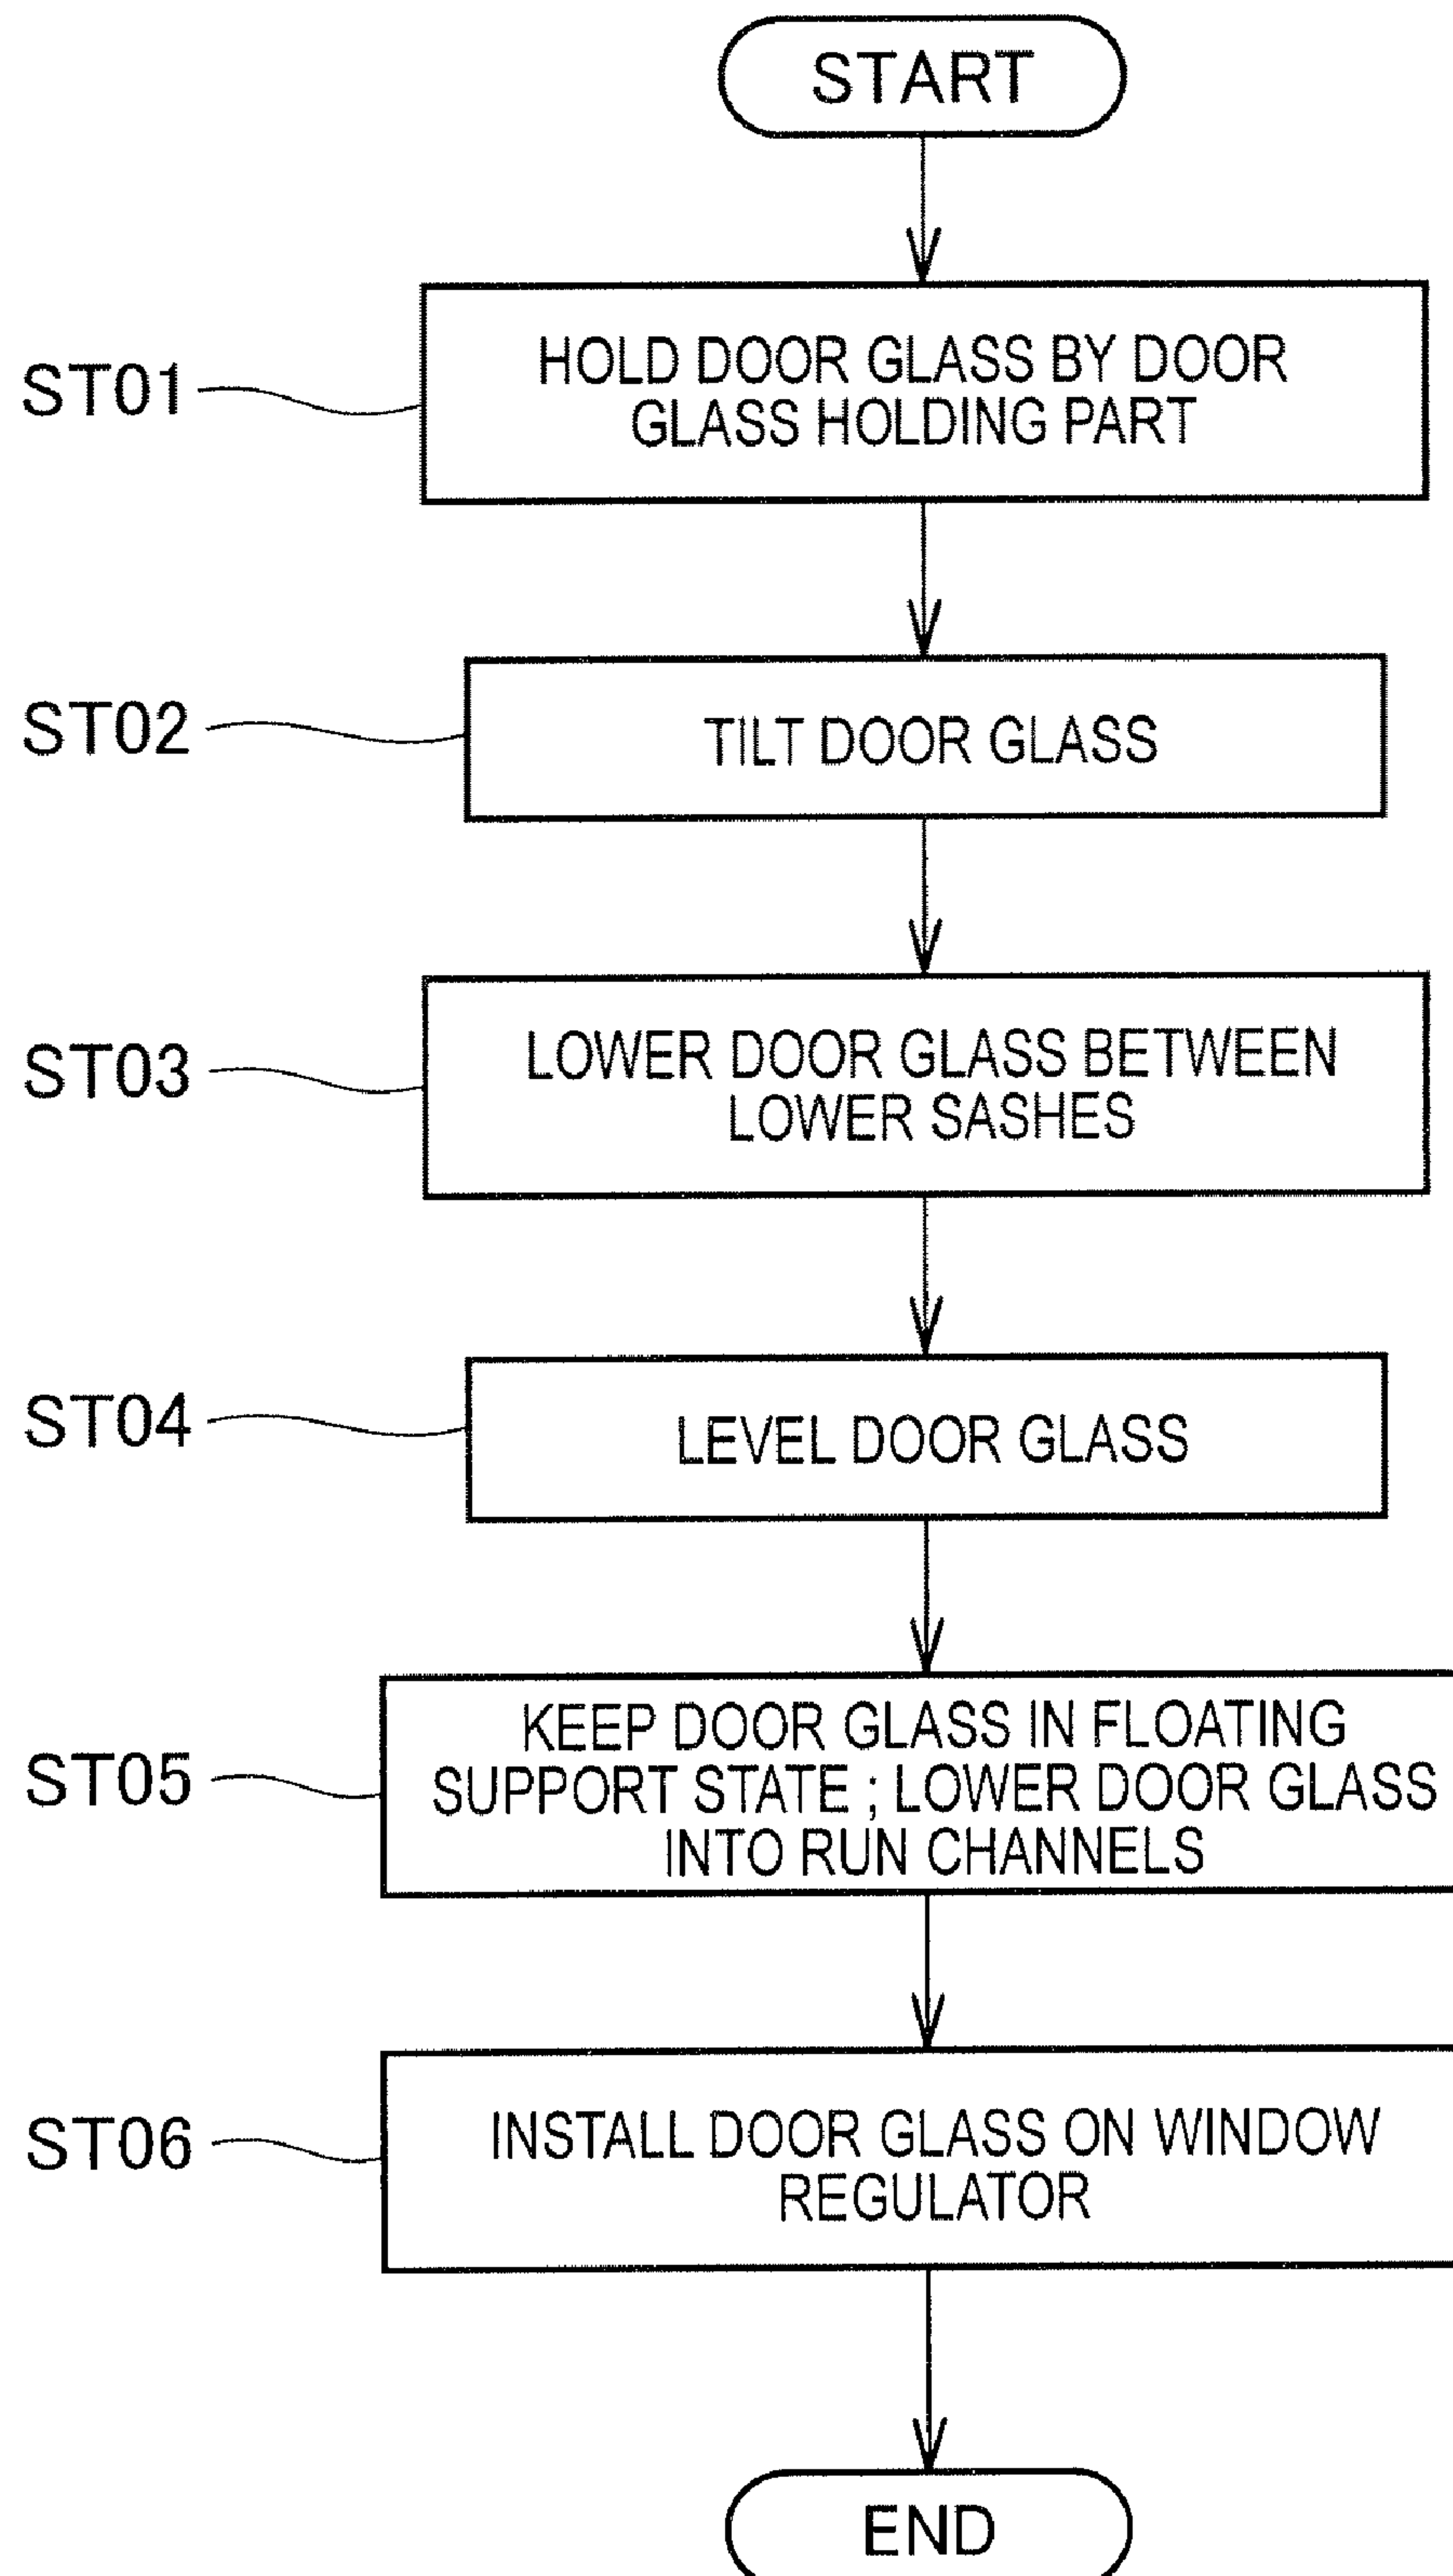 START
ST01
HOLD DOOR GLASS BY DOOR
GLASS HOLDING PART
ST02
TILT DOOR GLASS
ST03
LOWER DOOR GLASS BETWEEN
LOWER SASHES
ST04
LEVEL DOOR GLASS
ST05
KEEP DOOR GLASS IN FLOATING
SUPPORT STATE ; LOWER DOOR GLASS
INTO RUN CHANNELS
ST06
INSTALL DOOR GLASS ON WINDOW
REGULATOR
END